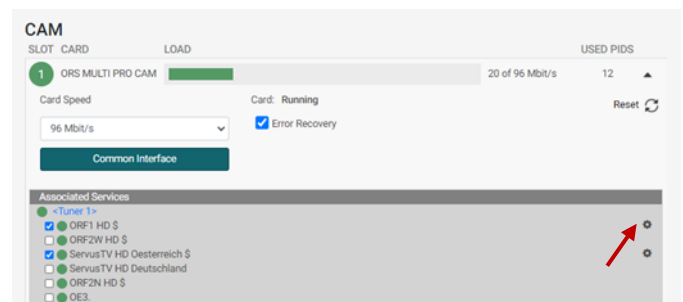 CAM
SLOT CARD LOAD USED PIDS
1 ORS MULTI PRO CAM 20 of 96 Mbit/s 12
Card Speed Card: Running Reset
96 Mbit/s Error Recovery
Common Interface
Associated Services
<Tuner 1>
ORF1 HD $
ORF2W HD $
ServusTV HD Oesterreich $
ServusTV HD Deutschland
ORF2N HD $
OE3.